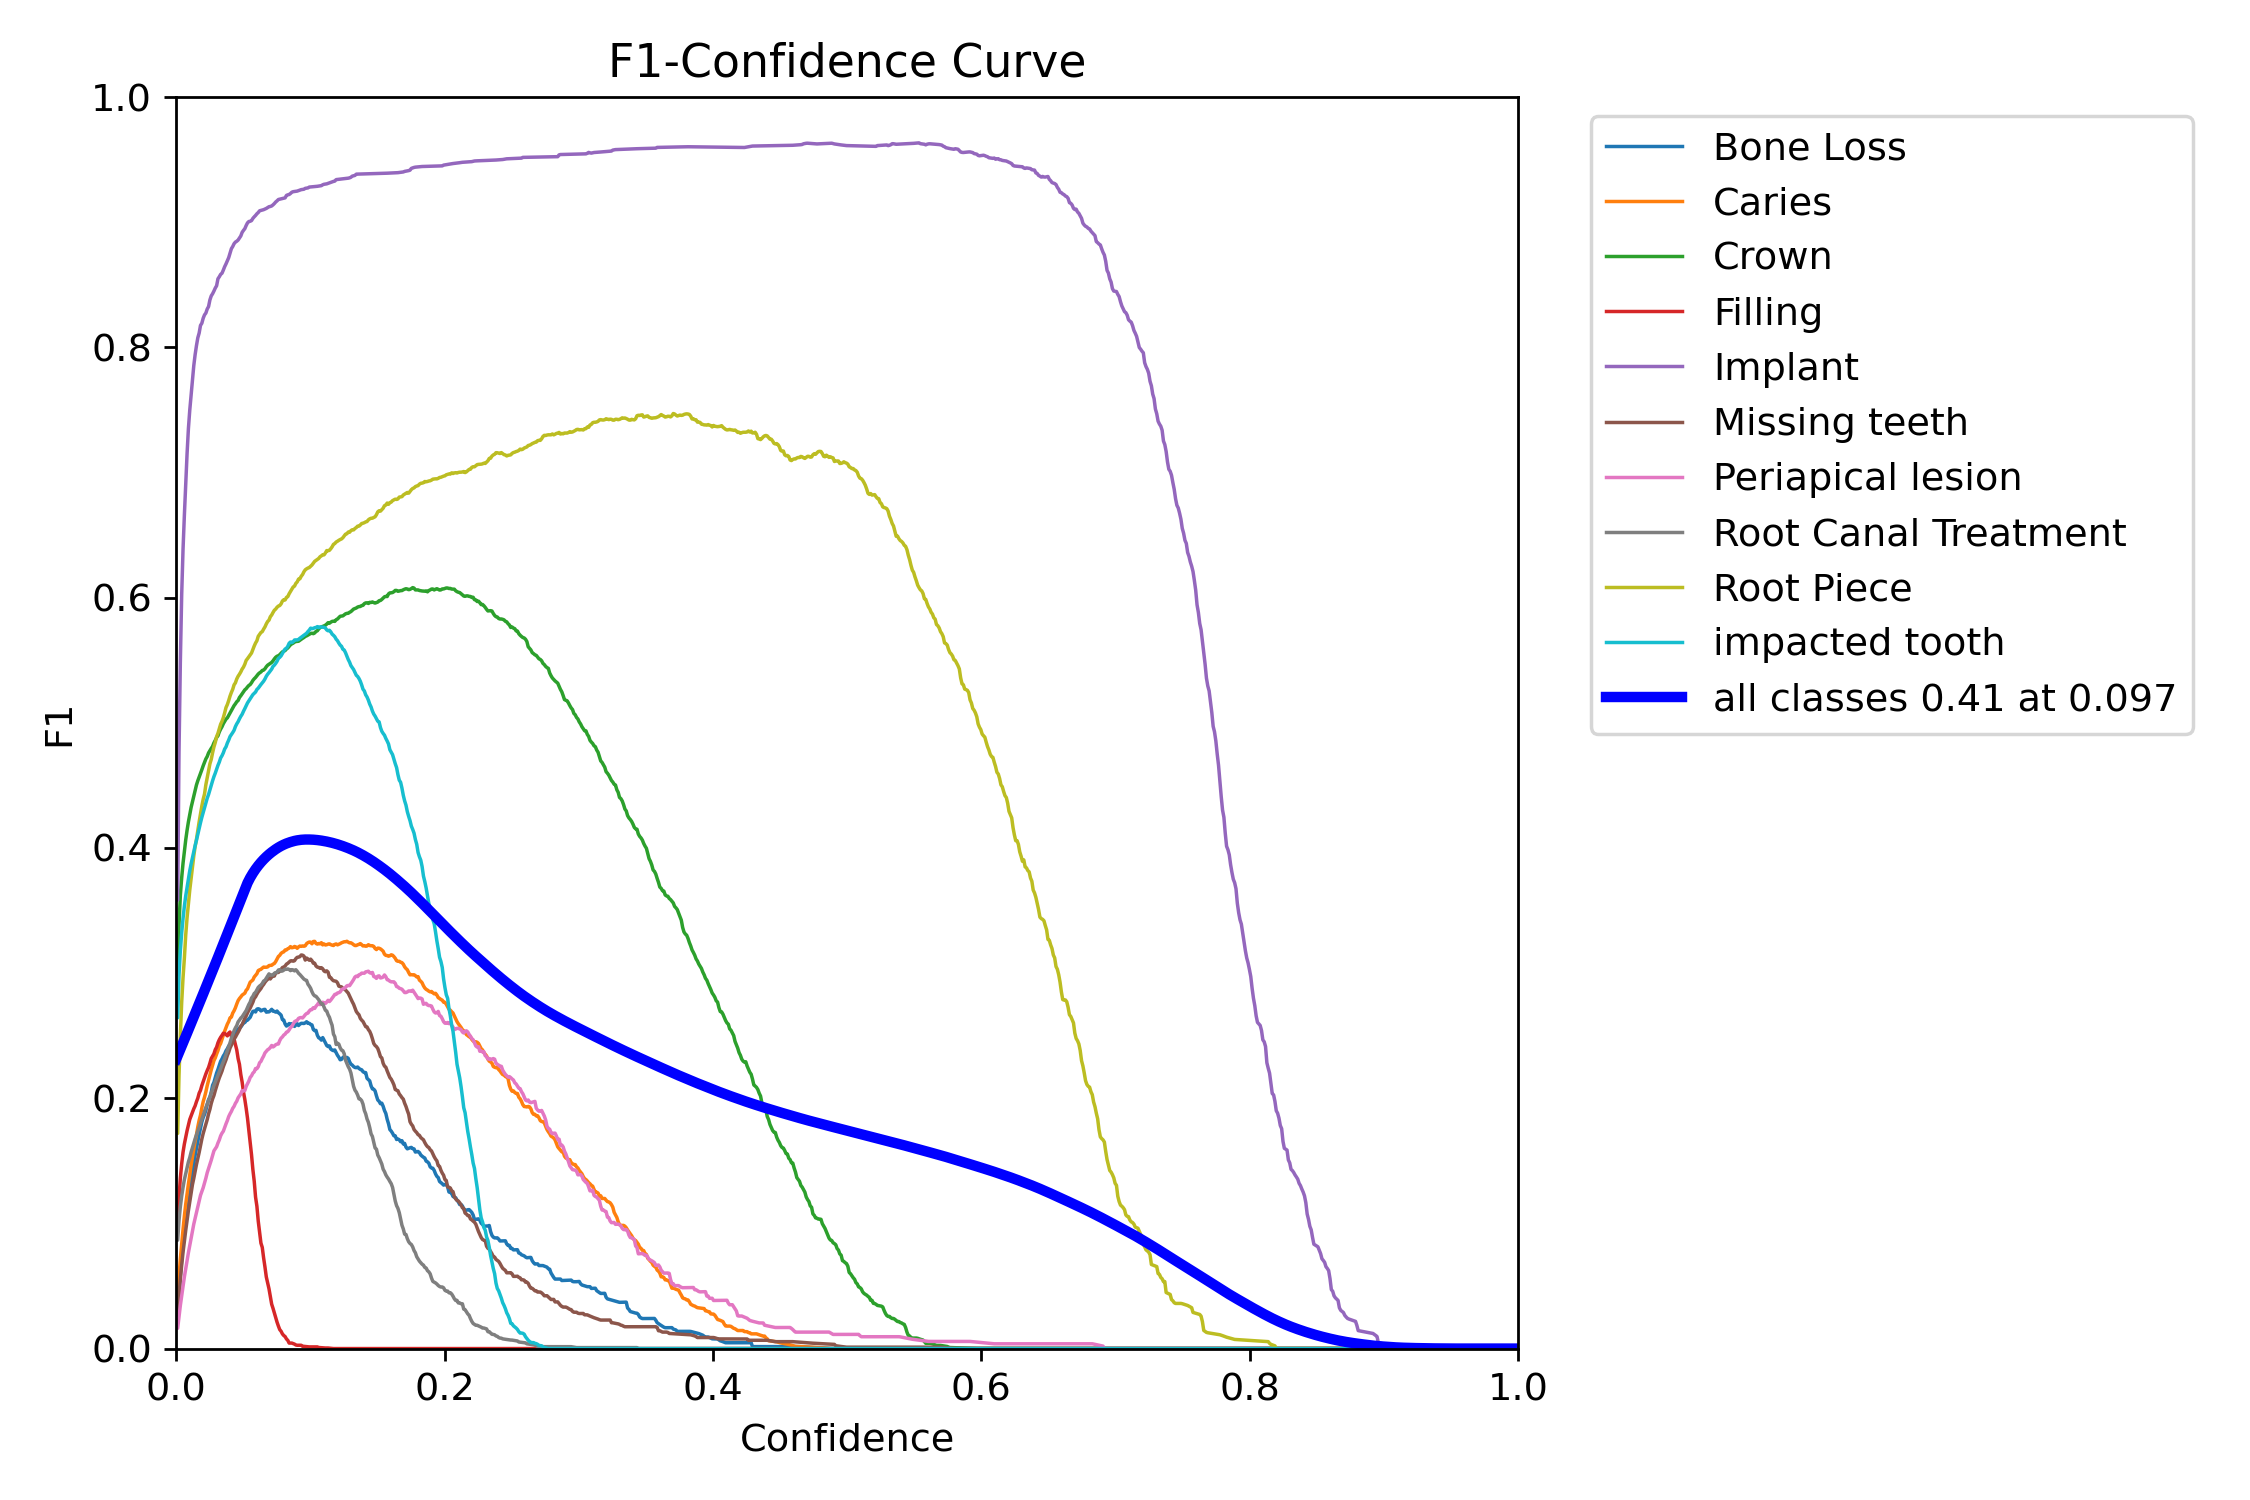 F1-Confidence Curve
1.0
0.8
0.6
0.4
0.2
0.0
F1
0.0 0.2 0.4 0.6 0.8 1.0
Confidence
Bone Loss
Caries
Crown
Filling
Implant
Missing teeth
Periapical lesion
Root Canal Treatment
Root Piece
impacted tooth
all classes 0.41 at 0.097